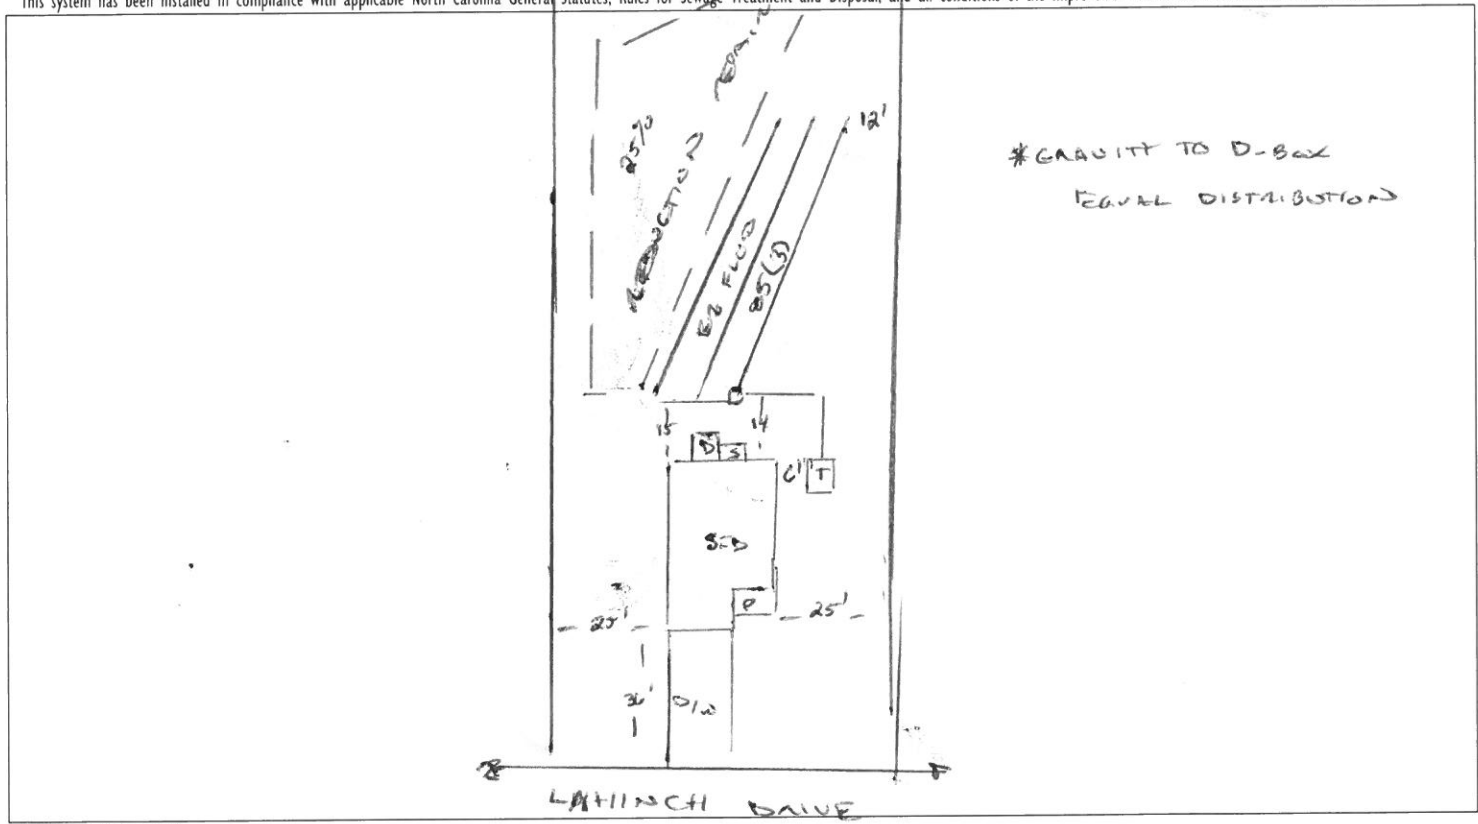 This system has been installed in compliance with applicable North Carolina General Statutes, Rules for Sewage Treatment and Disposal, and all conditions of the
12'
25%
REDUCTION
EZ FLOW
85(3)
*GRAVITY TO D-BOX
EQUAL DISTRIBUTION
15
14
D
S
6'
T
SFD
P
25'
25'
36'
D/W
LAHINCH DRIVE